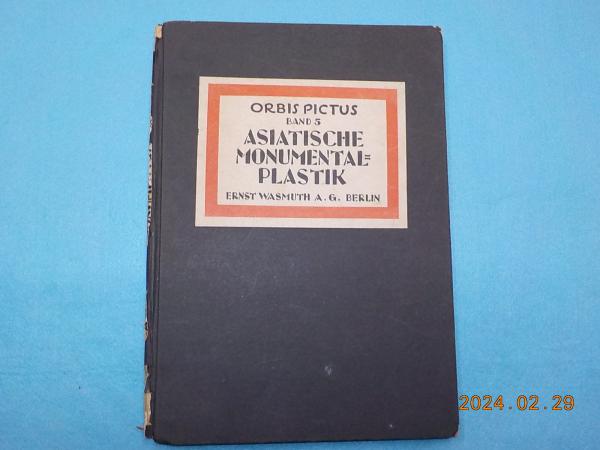 ORBIS PICTUS
BAND 5
ASIATISCHE
MONUMENTAL=
PLASTIK
ERNST WASMUTH A. G. BERLIN
2024.02.29